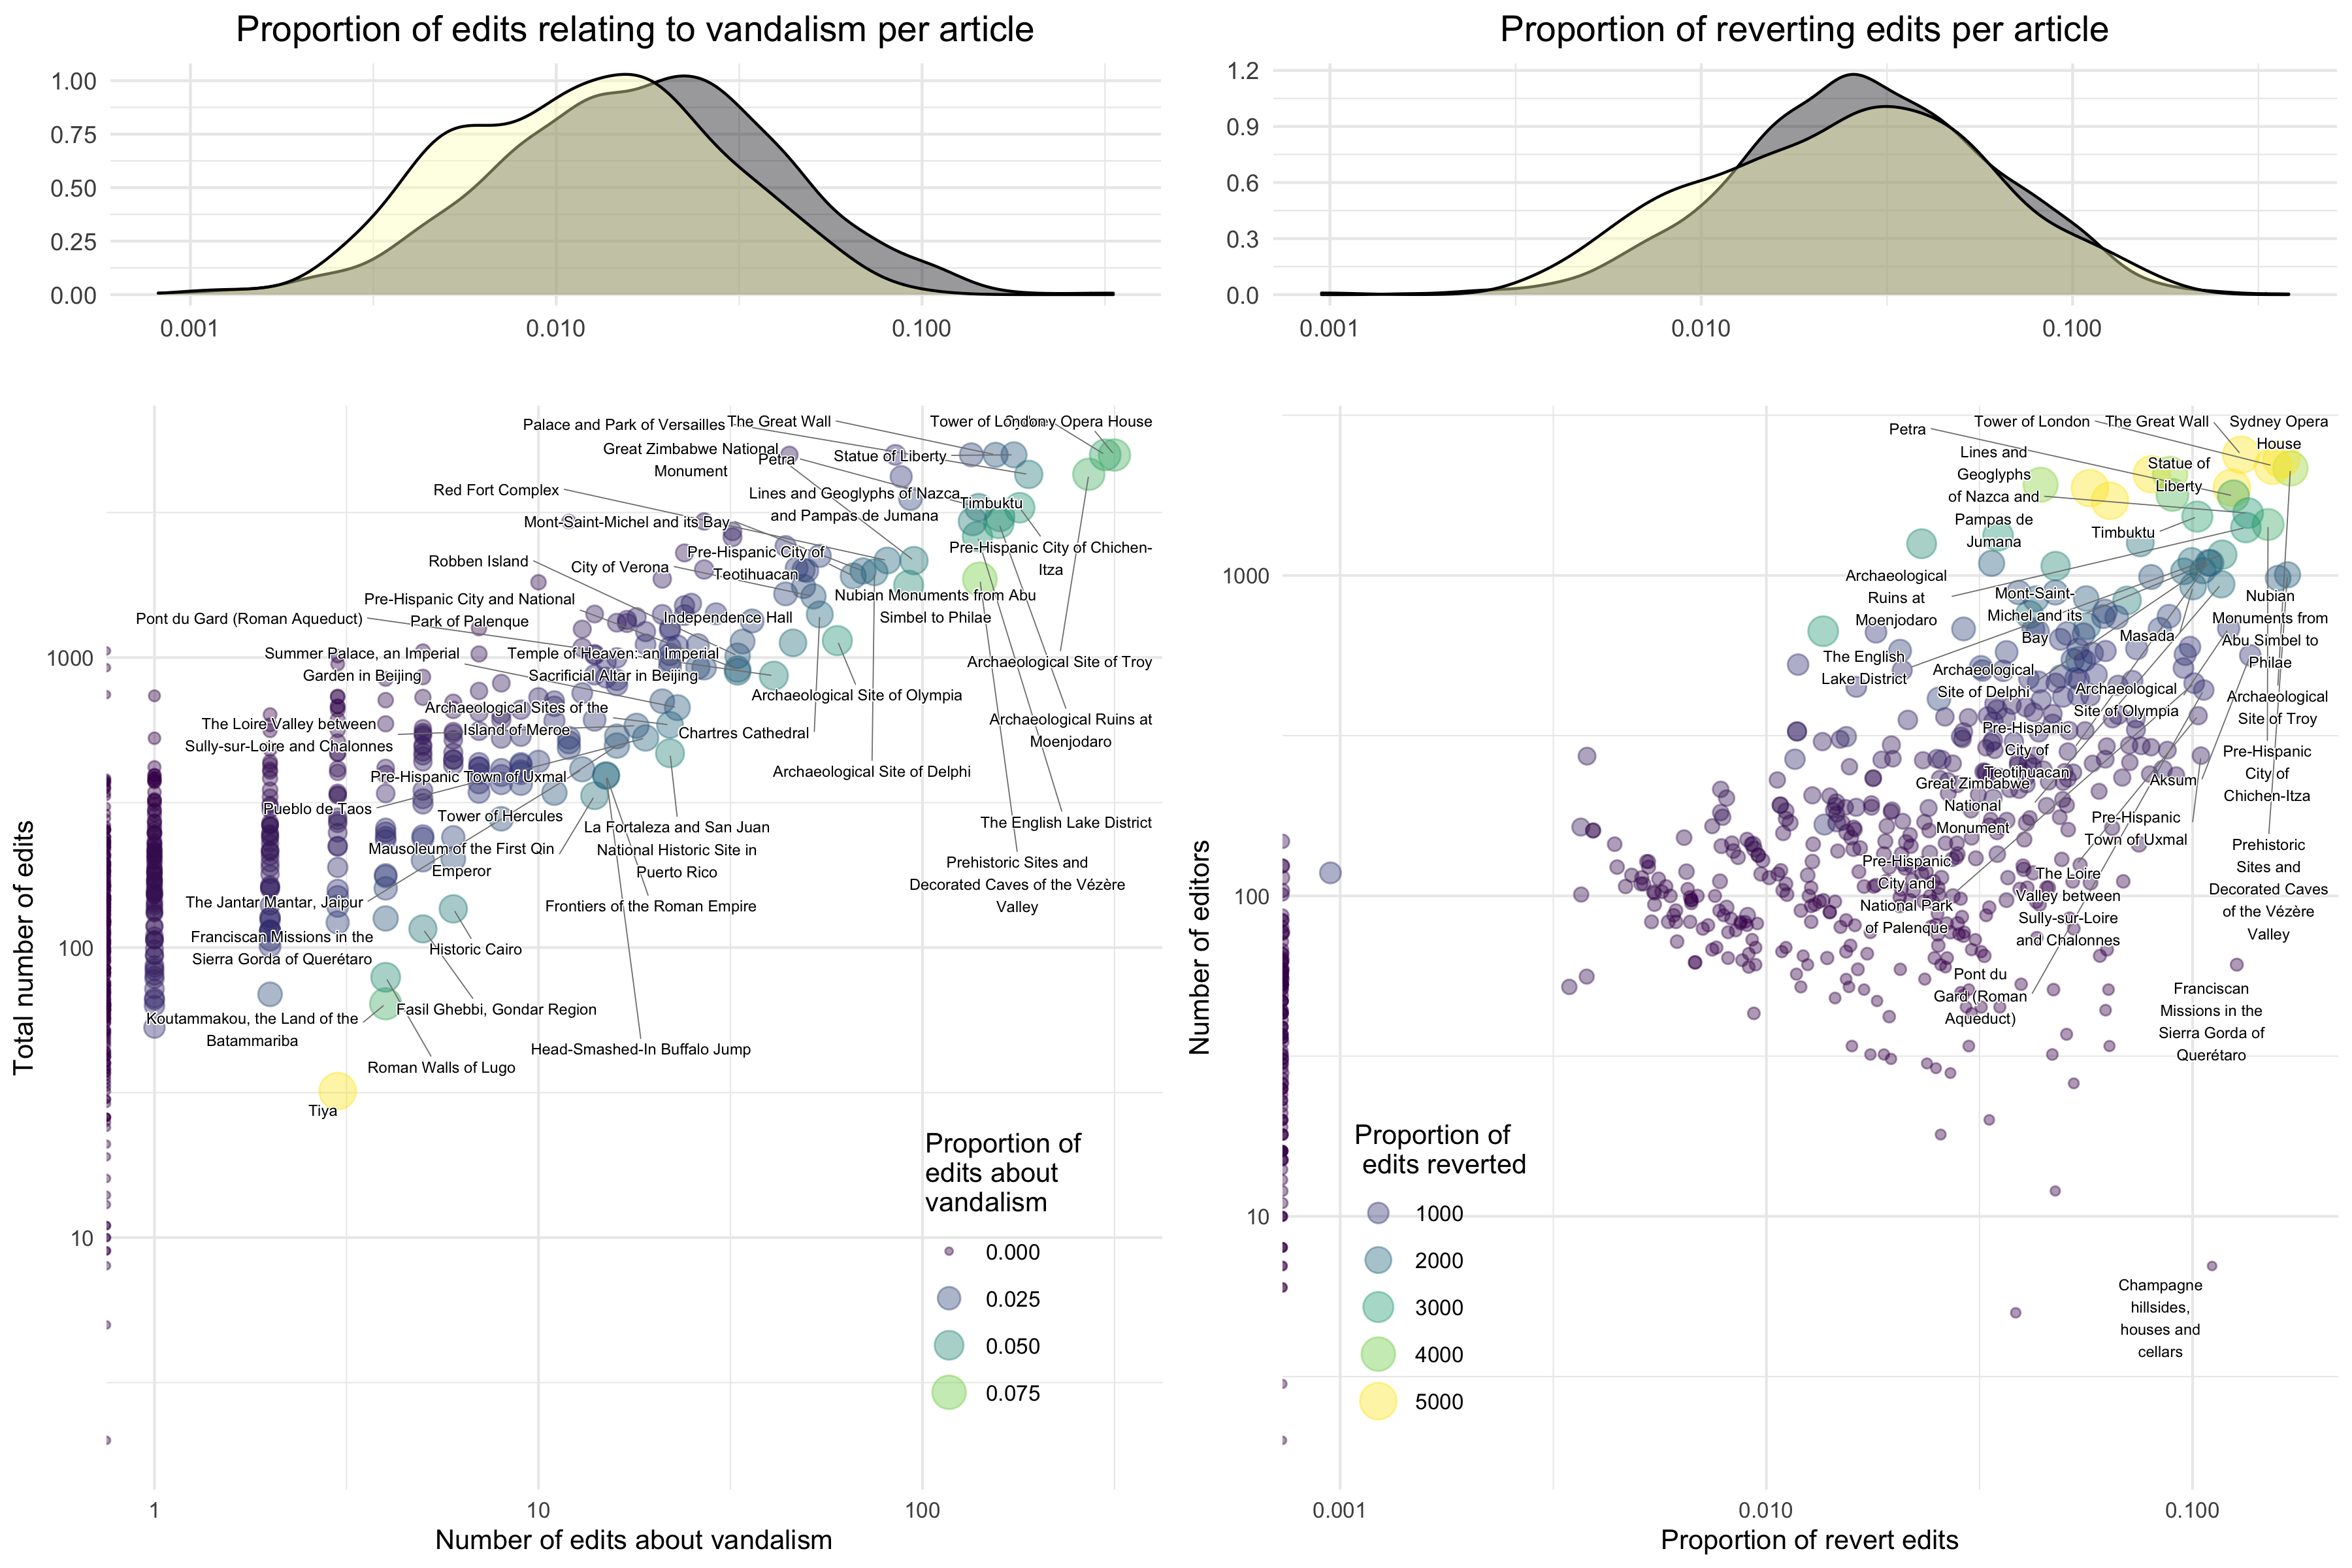 Proportion of edits relating to vandalism per article
1.00
0.75
0.50
0.25
0.00
0.001
0.010
0.100
Proportion of reverting edits per article
1.2
0.9
0.6
0.3
0.0
0.001
0.010
0.100
Total number of edits
1000
100
10
Palace and Park of Versailles
The Great Wall
Tower of London
Sydney Opera House
Great Zimbabwe National
Monument
Petra
Statue of Liberty
Red Fort Complex
Lines and Geoglyphs of Nazca
and Pampas de Jumana
Timbuktu
Mont-Saint-Michel and its Bay
Pre-Hispanic City of
Teotihuacan
Pre-Hispanic City of Chichen-
Itza
Robben Island
City of Verona
Nubian Monuments from Abu
Simbel to Philae
Pre-Hispanic City and National
Park of Palenque
Pont du Gard (Roman Aqueduct)
Independence Hall
Summer Palace, an Imperial
Garden in Beijing
Temple of Heaven: an Imperial
Sacrificial Altar in Beijing
Archaeological Site of Troy
Archaeological Site of Olympia
Archaeological Sites of the
Island of Meroe
The Loire Valley between
Sully-sur-Loire and Chalonnes
Chartres Cathedral
Archaeological Ruins at
Moenjodaro
Pre-Hispanic Town of Uxmal
Archaeological Site of Delphi
Pueblo de Taos
Tower of Hercules
La Fortaleza and San Juan
National Historic Site in
Puerto Rico
The English Lake District
Mausoleum of the First Qin
Emperor
Prehistoric Sites and
Decorated Caves of the Vézère
Valley
The Jantar Mantar, Jaipur
Frontiers of the Roman Empire
Franciscan Missions in the
Sierra Gorda of Querétaro
Historic Cairo
Fasil Ghebbi, Gondar Region
Koutammakou, the Land of the
Batammariba
Head-Smashed-In Buffalo Jump
Roman Walls of Lugo
Tiya
Proportion of
edits about
vandalism
0.000
0.025
0.050
0.075
1
10
100
Number of edits about vandalism
Number of editors
1000
100
10
Tower of London
The Great Wall
Sydney Opera
House
Petra
Lines and
Geoglyphs
of Nazca and
Pampas de
Jumana
Statue of
Liberty
Timbuktu
Archaeological
Ruins at
Moenjodaro
Mont-Saint-
Michel and its
Bay
Nubian
Monuments from
Abu Simbel to
Philae
Masada
The English
Lake District
Archaeological
Site of Delphi
Archaeological
Site of Olympia
Archaeological
Site of Troy
Pre-Hispanic
City of
Teotihuacan
Great Zimbabwe
National
Monument
Aksum
Pre-Hispanic
City of
Chichen-Itza
Pre-Hispanic
Town of Uxmal
Pre-Hispanic
City and
National Park
of Palenque
The Loire
Valley between
Sully-sur-Loire
and Chalonnes
Prehistoric
Sites and
Decorated Caves
of the Vézère
Valley
Pont du
Gard (Roman
Aqueduct)
Franciscan
Missions in the
Sierra Gorda of
Querétaro
Champagne
hillsides,
houses and
cellars
Proportion of
edits reverted
1000
2000
3000
4000
5000
0.001
0.010
0.100
Proportion of revert edits